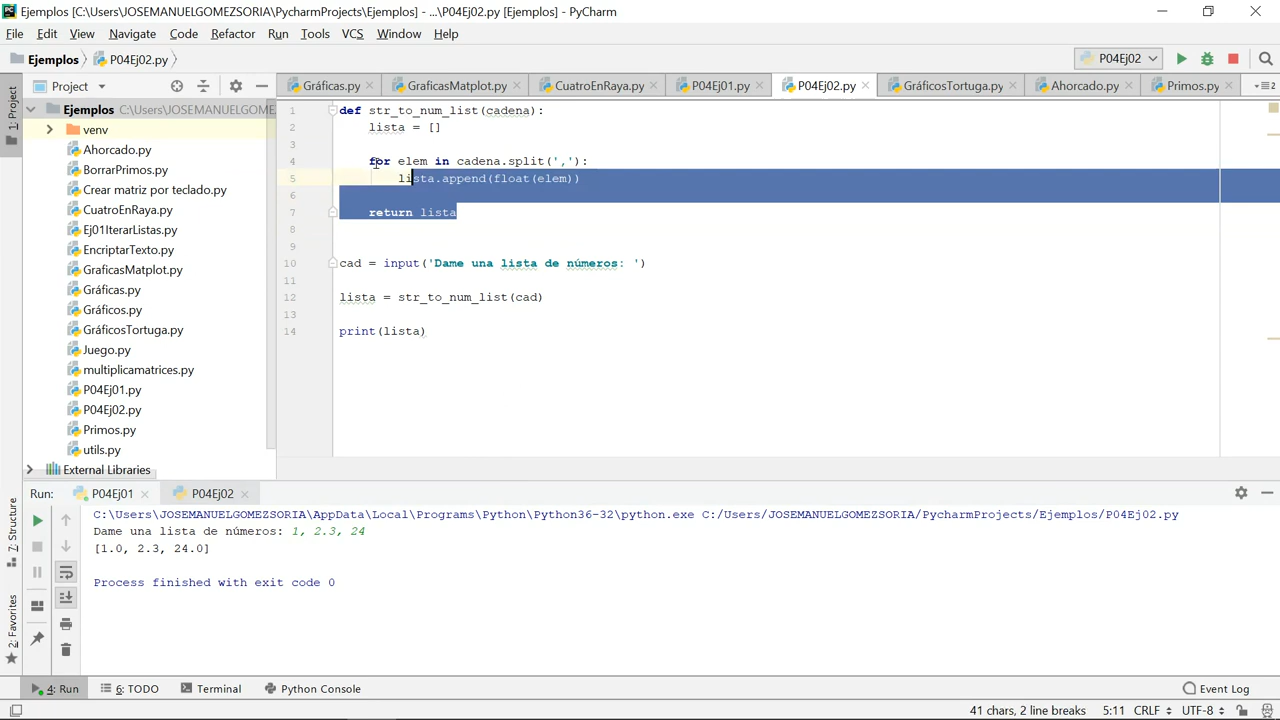 Ejemplos [C:\Users\JOSEMANUELGOMEZSORIA\PycharmProjects\Ejemplos] - ...\P04Ej02.py [Ejemplos] - PyCharm
File Edit View Navigate Code Refactor Run Tools VCS Window Help
Ejemplos P04Ej02.py P04Ej02
1: Project
Project
Gráficas.py GraficasMatplot.py CuatroEnRaya.py P04Ej01.py P04Ej02.py GráficosTortuga.py Ahorcado.py Primos.py 2
Ejemplos C:\Users\JOSEMANUELGOME
venv
Ahorcado.py
BorrarPrimos.py
Crear matriz por teclado.py
CuatroEnRaya.py
Ej01IterarListas.py
EncriptarTexto.py
GraficasMatplot.py
Gráficas.py
Gráficos.py
GráficosTortuga.py
Juego.py
multiplicamatrices.py
P04Ej01.py
P04Ej02.py
Primos.py
utils.py
External Libraries
1 def str_to_num_list(cadena):
2 lista = []
3
4 for elem in cadena.split(','):
5 lista.append(float(elem))
6
7 return lista
8
9
10 cad = input('Dame una lista de números: ')
11
12 lista = str_to_num_list(cad)
13
14 print(lista)
Run: P04Ej01 P04Ej02
7: Structure
2: Favorites
C:\Users\JOSEMANUELGOMEZSORIA\AppData\Local\Programs\Python\Python36-32\python.exe C:/Users/JOSEMANUELGOMEZSORIA/PycharmProjects/Ejemplos/P04Ej02.py
Dame una lista de números: 1, 2.3, 24
[1.0, 2.3, 24.0]
Process finished with exit code 0
4: Run 6: TODO Terminal Python Console Event Log
41 chars, 2 line breaks 5:11 CRLF UTF-8